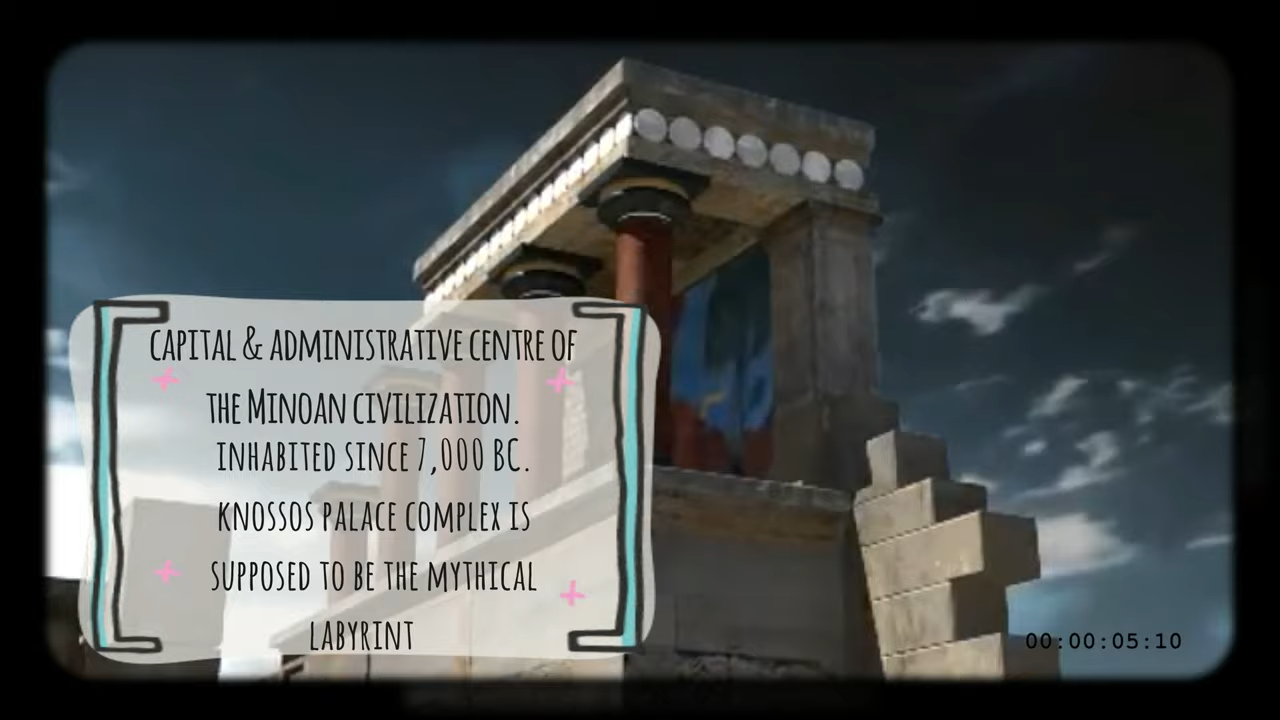 CAPITAL & ADMINISTRATIVE CENTRE OF
THE MINOAN CIVILIZATION.
INHABITED SINCE 7,000 BC.
KNOSSOS PALACE COMPLEX IS
SUPPOSED TO BE THE MYTHICAL
LABYRINT
00:00:05:10